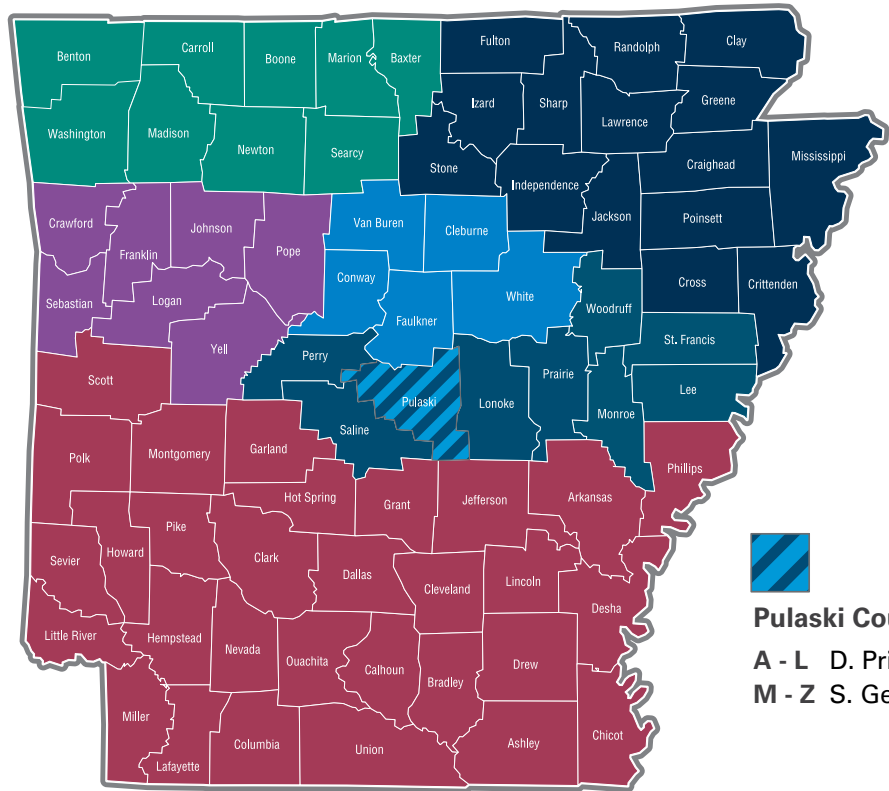 Benton
Carroll
Boone
Marion
Baxter
Fulton
Randolph
Clay
Washington
Madison
Newton
Searcy
Izard
Sharp
Lawrence
Greene
Stone
Independence
Jackson
Craighead
Mississippi
Poinsett
Crawford
Franklin
Johnson
Pope
Van Buren
Cleburne
Sebastian
Logan
Conway
White
Woodruff
Cross
Crittenden
Yell
Faulkner
St. Francis
Scott
Perry
Pulaski
Lonoke
Prairie
Monroe
Lee
Saline
Polk
Montgomery
Garland
Phillips
Hot Spring
Grant
Jefferson
Arkansas
Sevier
Howard
Pike
Clark
Dallas
Cleveland
Lincoln
Desha
Little River
Hempstead
Nevada
Ouachita
Calhoun
Bradley
Drew
Miller
Lafayette
Columbia
Union
Ashley
Chicot
Pulaski Cou
A - L D. Pri
M - Z S. Ge